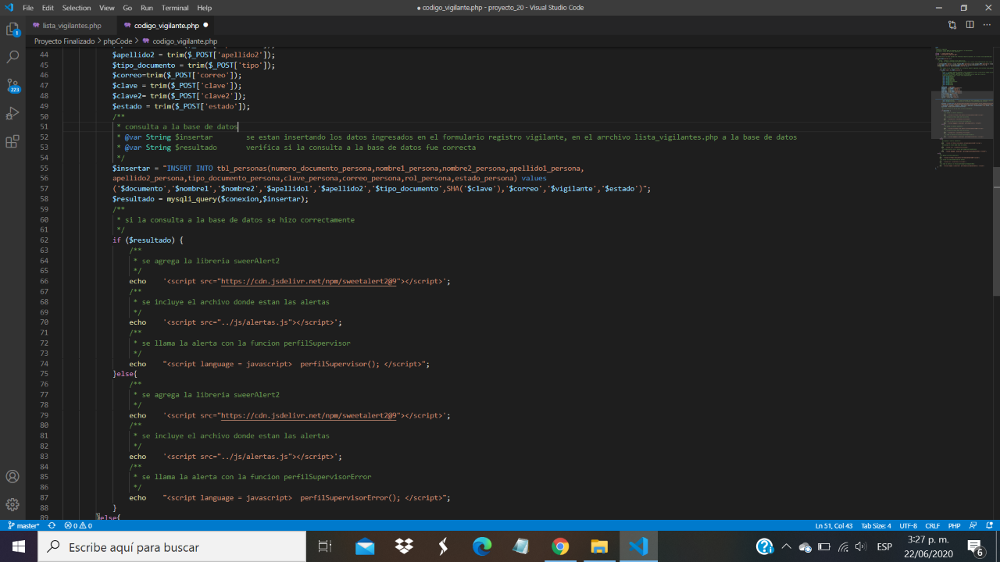 File Edit Selection View Go Run Terminal Help
● codigo_vigilante.php - proyecto_20 - Visual Studio Code
lista_vigilantes.php codigo_vigilante.php ●
Proyecto Finalizado > phpCode > codigo_vigilante.php
1
223
44 $apellido2 = trim($_POST['apellido2']);
45 $tipo_documento = trim($_POST['tipo']);
46 $correo=trim($_POST['correo']);
47 $clave = trim($_POST['clave']);
48 $clave2= trim($_POST['clave2']);
49 $estado = trim($_POST['estado']);
50 /**
51 * consulta a la base de datos
52 * @var String $insertar se estan insertando los datos ingresados en el formulario registro vigilante, en el arrchivo lista_vigilantes.php a la base de datos
53 * @var String $resultado verifica si la consulta a la base de datos fue correcta
54 */
55 $insertar = "INSERT INTO tbl_personas(numero_documento_persona,nombre1_persona,nombre2_persona,apellido1_persona,
56 apellido2_persona,tipo_documento_persona,clave_persona,correo_persona,rol_persona,estado_persona) values
57 ('$documento','$nombre1','$nombre2','$apellido1','$apellido2','$tipo_documento',SHA('$clave'),'$correo','$vigilante','$estado')";
58 $resultado = mysqli_query($conexion,$insertar);
59 /**
60 * si la consulta a la base de datos se hizo correctamente
61 */
62 if ($resultado) {
63 /**
64 * se agrega la libreria sweerAlert2
65 */
66 echo '<script src="https://cdn.jsdelivr.net/npm/sweetalert2@9"></script>';
67 /**
68 * se incluye el archivo donde estan las alertas
69 */
70 echo '<script src="../js/alertas.js"></script>';
71 /**
72 * se llama la alerta con la funcion perfilSupervisor
73 */
74 echo "<script language = javascript> perfilSupervisor(); </script>";
75 }else{
76 /**
77 * se agrega la libreria sweerAlert2
78 */
79 echo '<script src="https://cdn.jsdelivr.net/npm/sweetalert2@9"></script>';
80 /**
81 * se incluye el archivo donde estan las alertas
82 */
83 echo '<script src="../js/alertas.js"></script>';
84 /**
85 * se llama la alerta con la funcion perfilSupervisorError
86 */
87 echo "<script language = javascript> perfilSupervisorError(); </script>";
88 }
89 }else{
master* 0 0 Ln 51, Col 43 Tab Size: 4 UTF-8 CRLF PHP
Escribe aquí para buscar
ESP
3:27 p. m.
22/06/2020
6